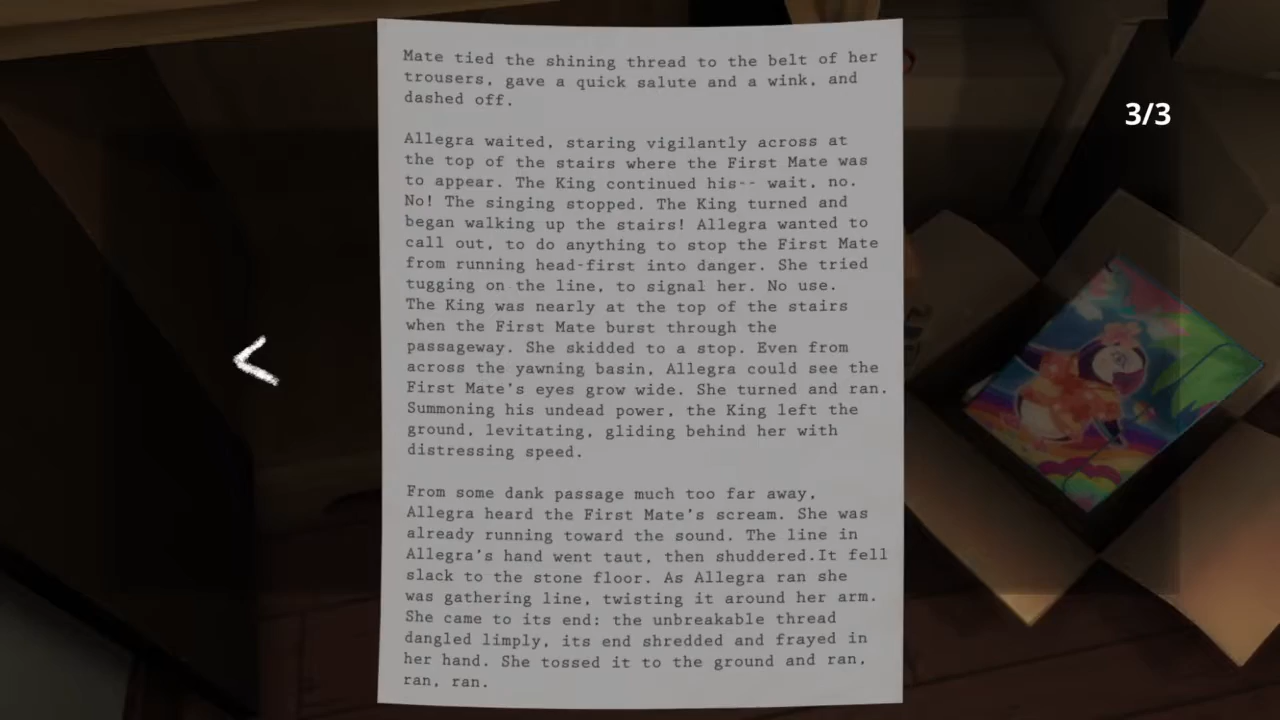 Mate tied the shining thread to the belt of her
trousers, gave a quick salute and a wink, and
dashed off.
3/3
Allegra waited, staring vigilantly across at
the top of the stairs where the First Mate was
to appear. The King continued his-- wait, no.
No! The singing stopped. The King turned and
began walking up the stairs! Allegra wanted to
call out, to do anything to stop the First Mate
from running head-first into danger. She tried
tugging on the line, to signal her. No use.
The King was nearly at the top of the stairs
when the First Mate burst through the
passageway. She skidded to a stop. Even from
across the yawning basin, Allegra could see the
First Mate's eyes grow wide. She turned and ran.
Summoning his undead power, the King left the
ground, levitating, gliding behind her with
distressing speed.
From some dank passage much too far away,
Allegra heard the First Mate's scream. She was
already running toward the sound. The line in
Allegra's hand went taut, then shuddered.It fell
slack to the stone floor. As Allegra ran she
was gathering line, twisting it around her arm.
She came to its end: the unbreakable thread
dangled limply, its end shredded and frayed in
her hand. She tossed it to the ground and ran,
ran, ran.